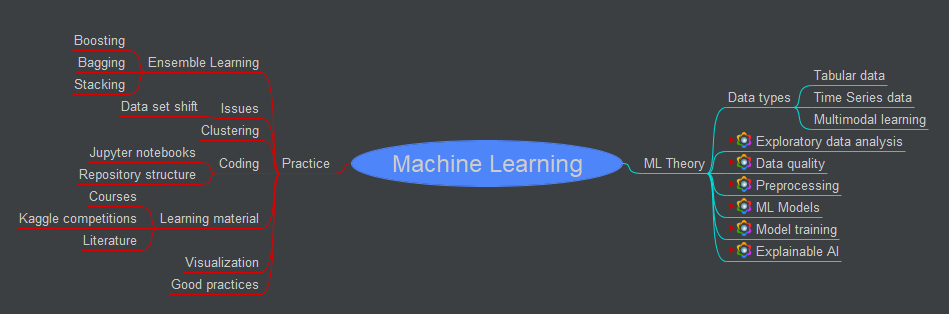 Machine Learning
Practice
Ensemble Learning
Boosting
Bagging
Stacking
Issues
Data set shift
Clustering
Coding
Jupyter notebooks
Repository structure
Learning material
Courses
Kaggle competitions
Literature
Visualization
Good practices
ML Theory
Data types
Tabular data
Time Series data
Multimodal learning
Exploratory data analysis
Data quality
Preprocessing
ML Models
Model training
Explainable AI